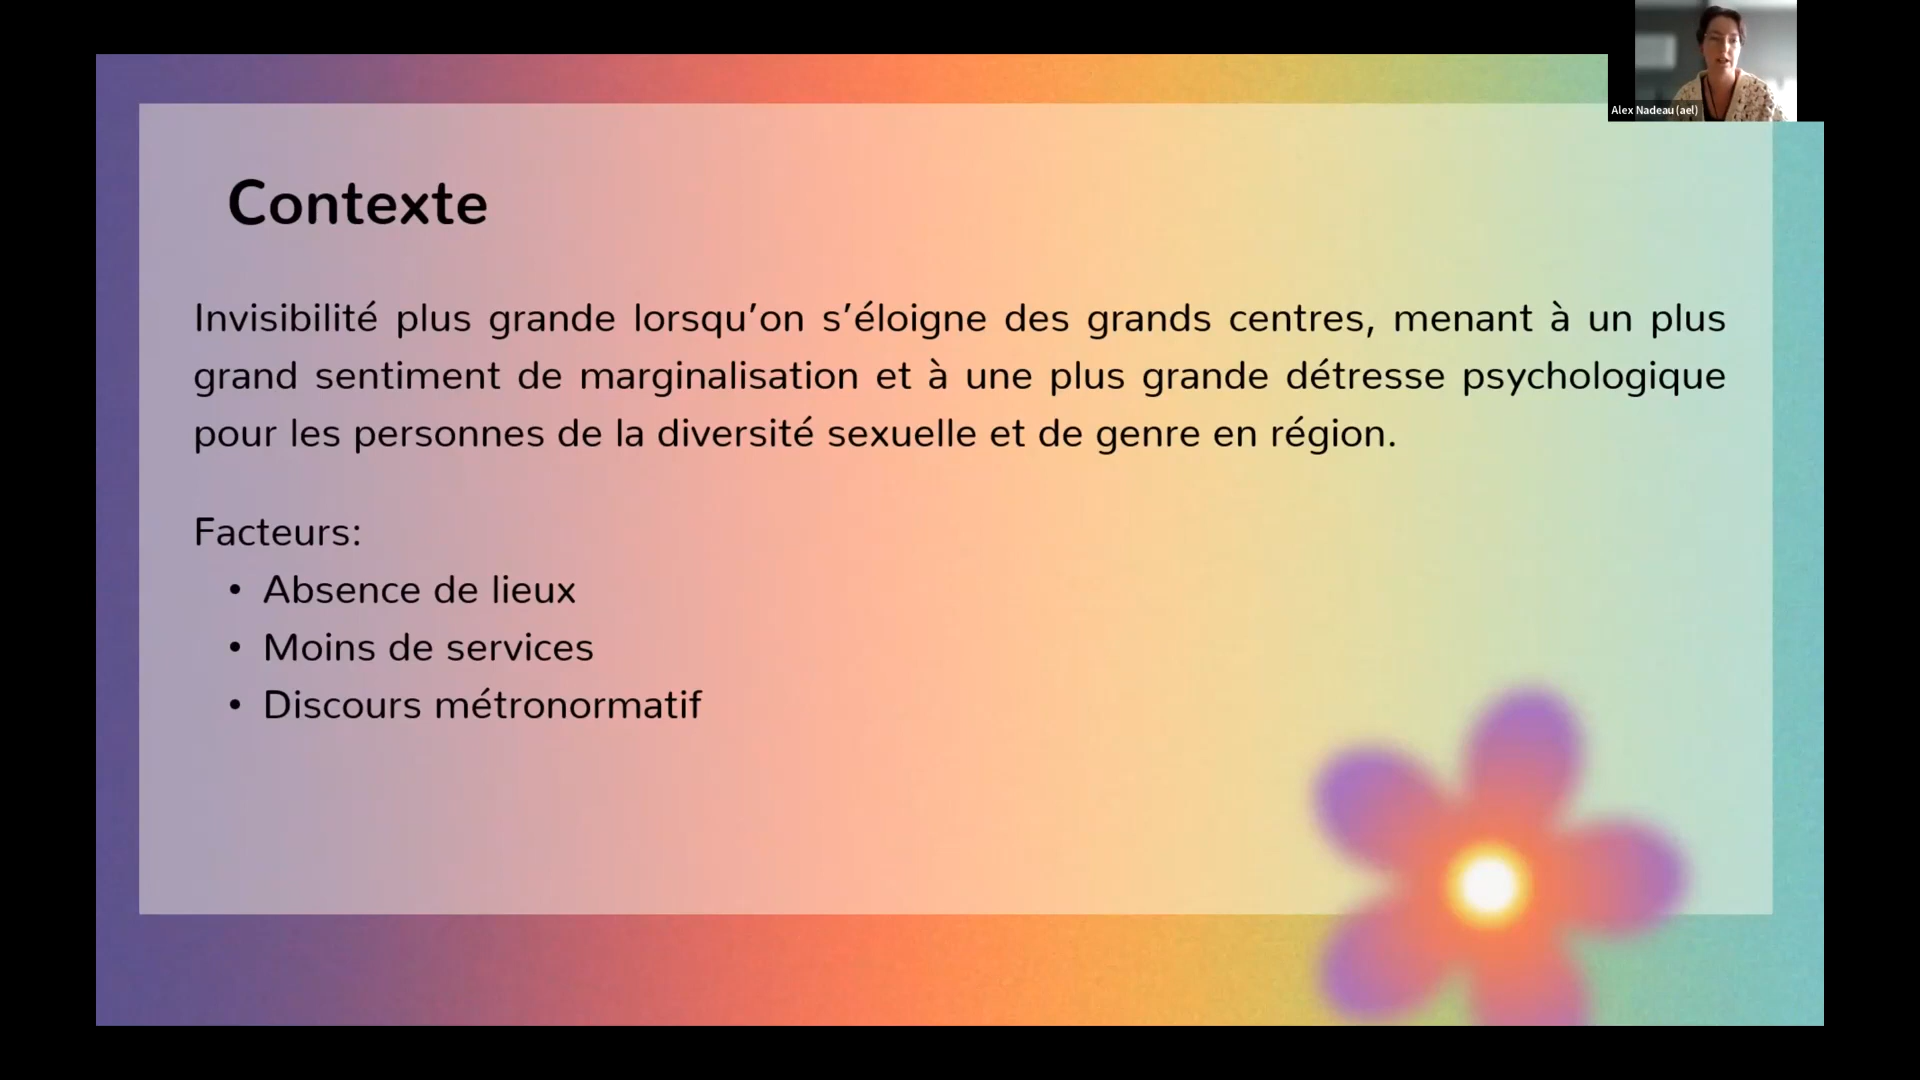 Alex Nadeau (ael)
Contexte
Invisibilité plus grande lorsqu’on s’éloigne des grands centres, menant à un plus
grand sentiment de marginalisation et à une plus grande détresse psychologique
pour les personnes de la diversité sexuelle et de genre en région.
Facteurs:
• Absence de lieux
• Moins de services
• Discours métronormatif